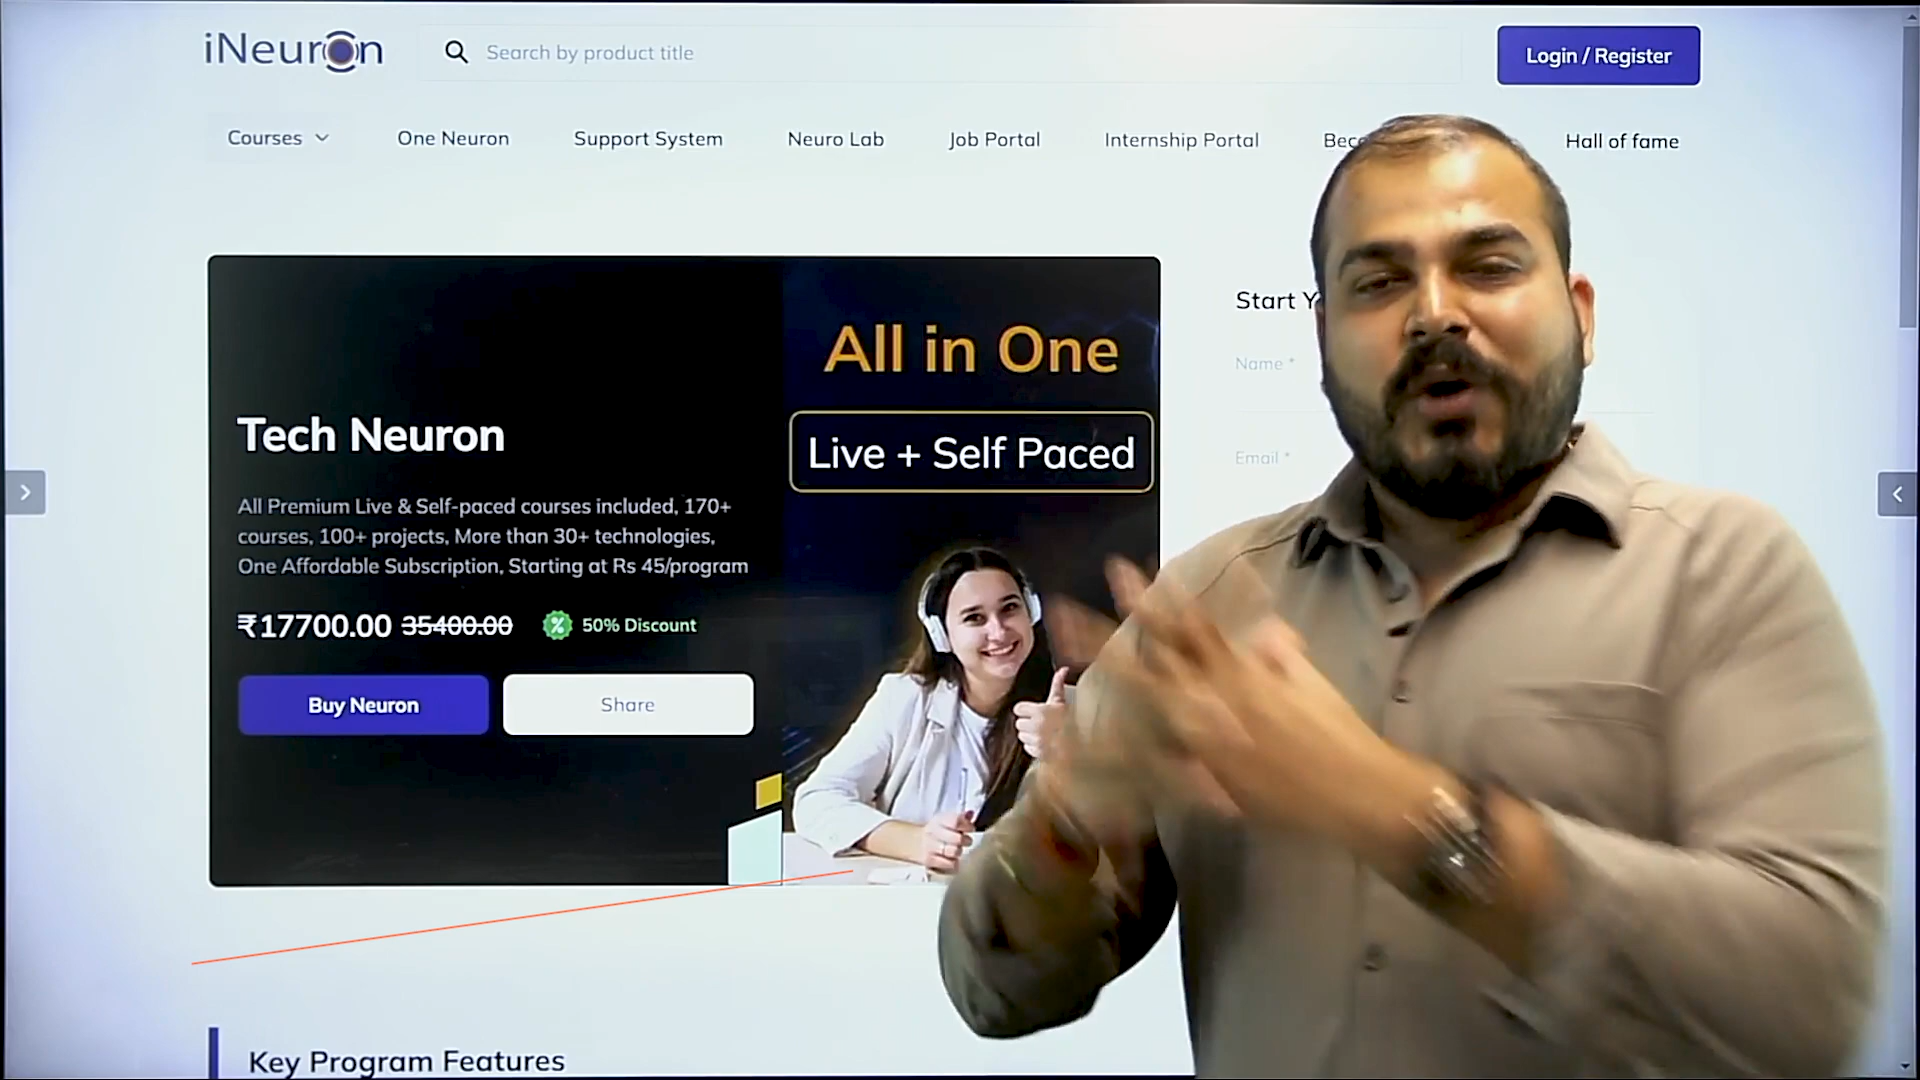 iNeuron
Search by product title
Login / Register
Courses
One Neuron
Support System
Neuro Lab
Job Portal
Internship Portal
Hall of fame
All in One
Live + Self Paced
Tech Neuron
All Premium Live & Self-paced courses included, 170+
courses, 100+ projects, More than 30+ technologies,
One Affordable Subscription, Starting at Rs 45/program
₹17700.00 35400.00 50% Discount
Buy Neuron
Share
Start
Name *
Email *
Key Program Features